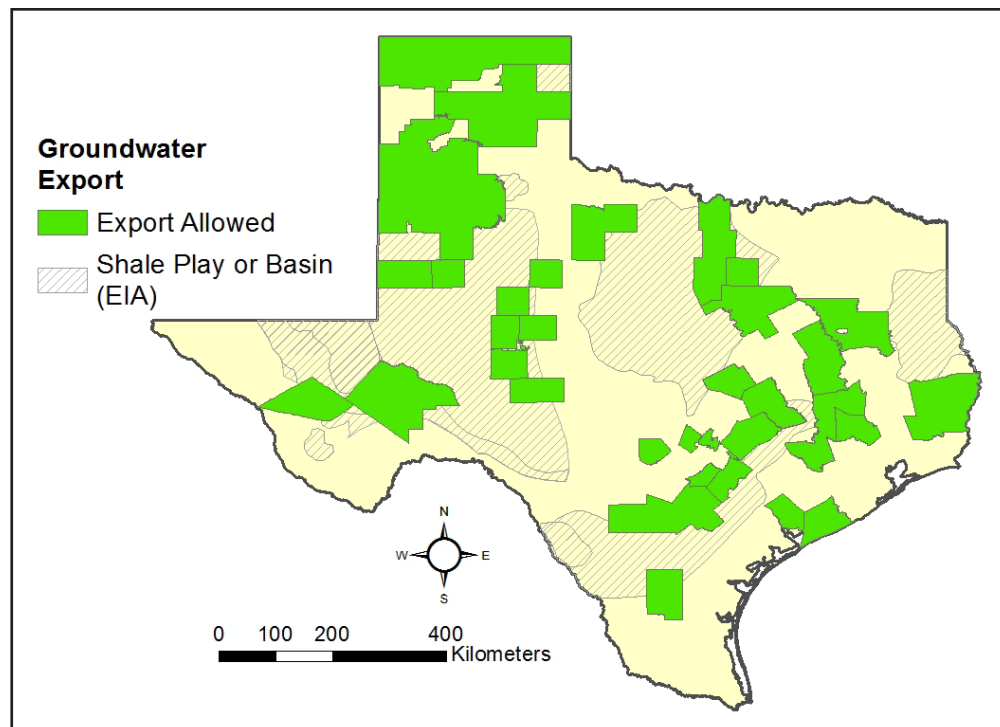 Groundwater
Export
Export Allowed
Shale Play or Basin
(EIA)
N
W E
S
0 100 200 400
Kilometers